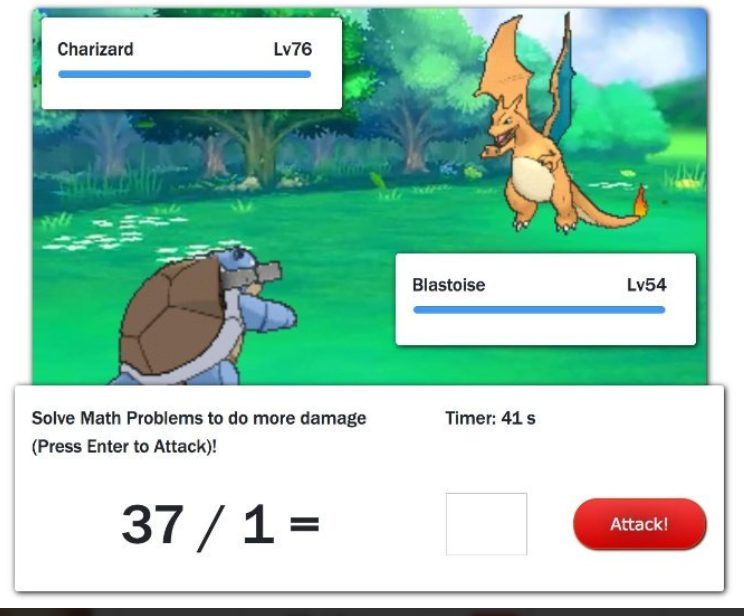 Charizard Lv76
Blastoise Lv54
Solve Math Problems to do more damage
(Press Enter to Attack)!
Timer: 41 s
37 / 1 =
Attack!